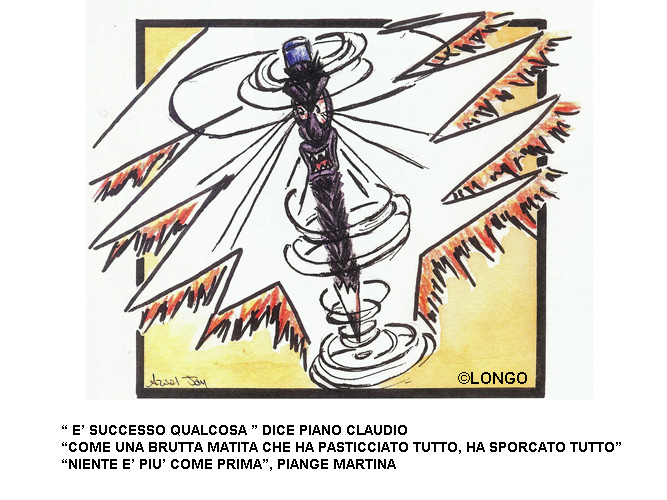 ©LONGO
“ E’ SUCCESSO QUALCOSA ” DICE PIANO CLAUDIO
“COME UNA BRUTTA MATITA CHE HA PASTICCIATO TUTTO, HA SPORCATO TUTTO”
“NIENTE E’ PIU’ COME PRIMA”, PIANGE MARTINA